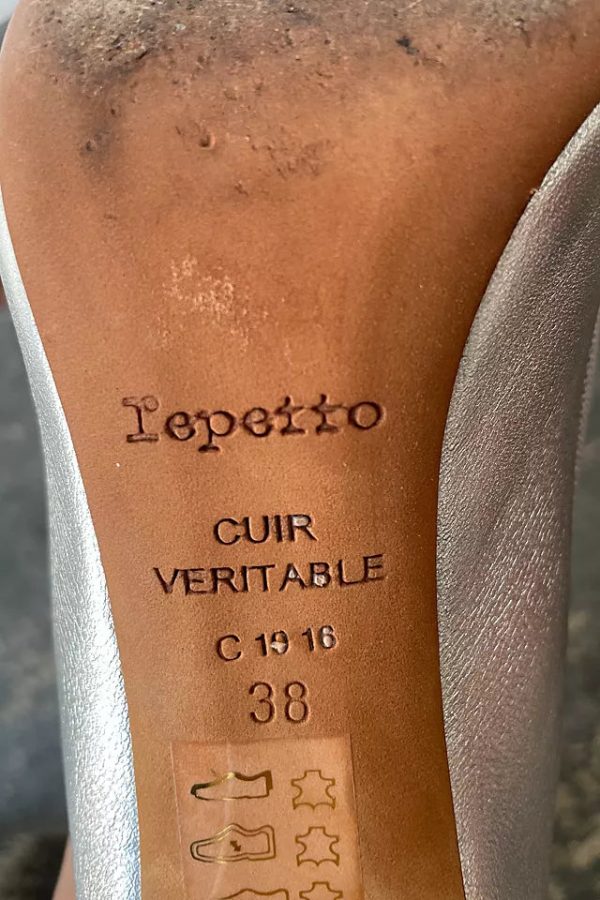 repetto
CUIR
VERITABLE
C 19 16
38